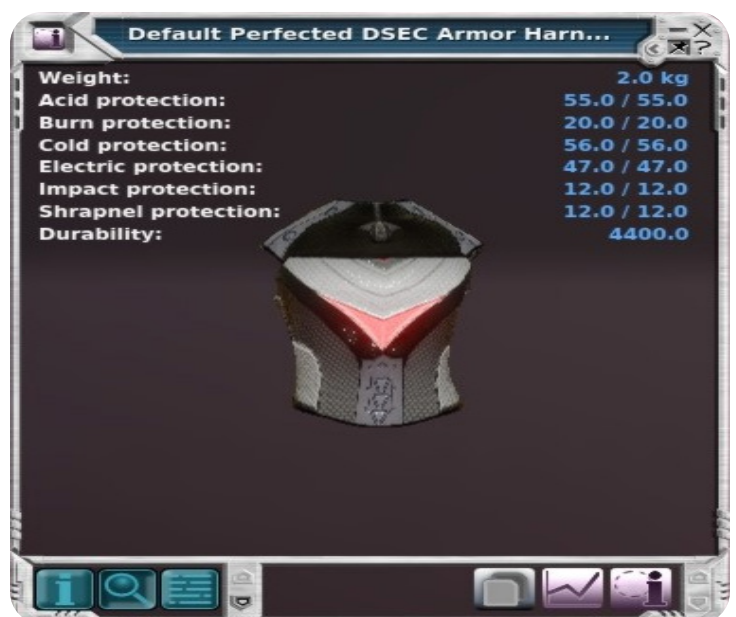 Default Perfected DSEC Armor Harn...
Weight: 2.0 kg
Acid protection: 55.0 / 55.0
Burn protection: 20.0 / 20.0
Cold protection: 56.0 / 56.0
Electric protection: 47.0 / 47.0
Impact protection: 12.0 / 12.0
Shrapnel protection: 12.0 / 12.0
Durability: 4400.0